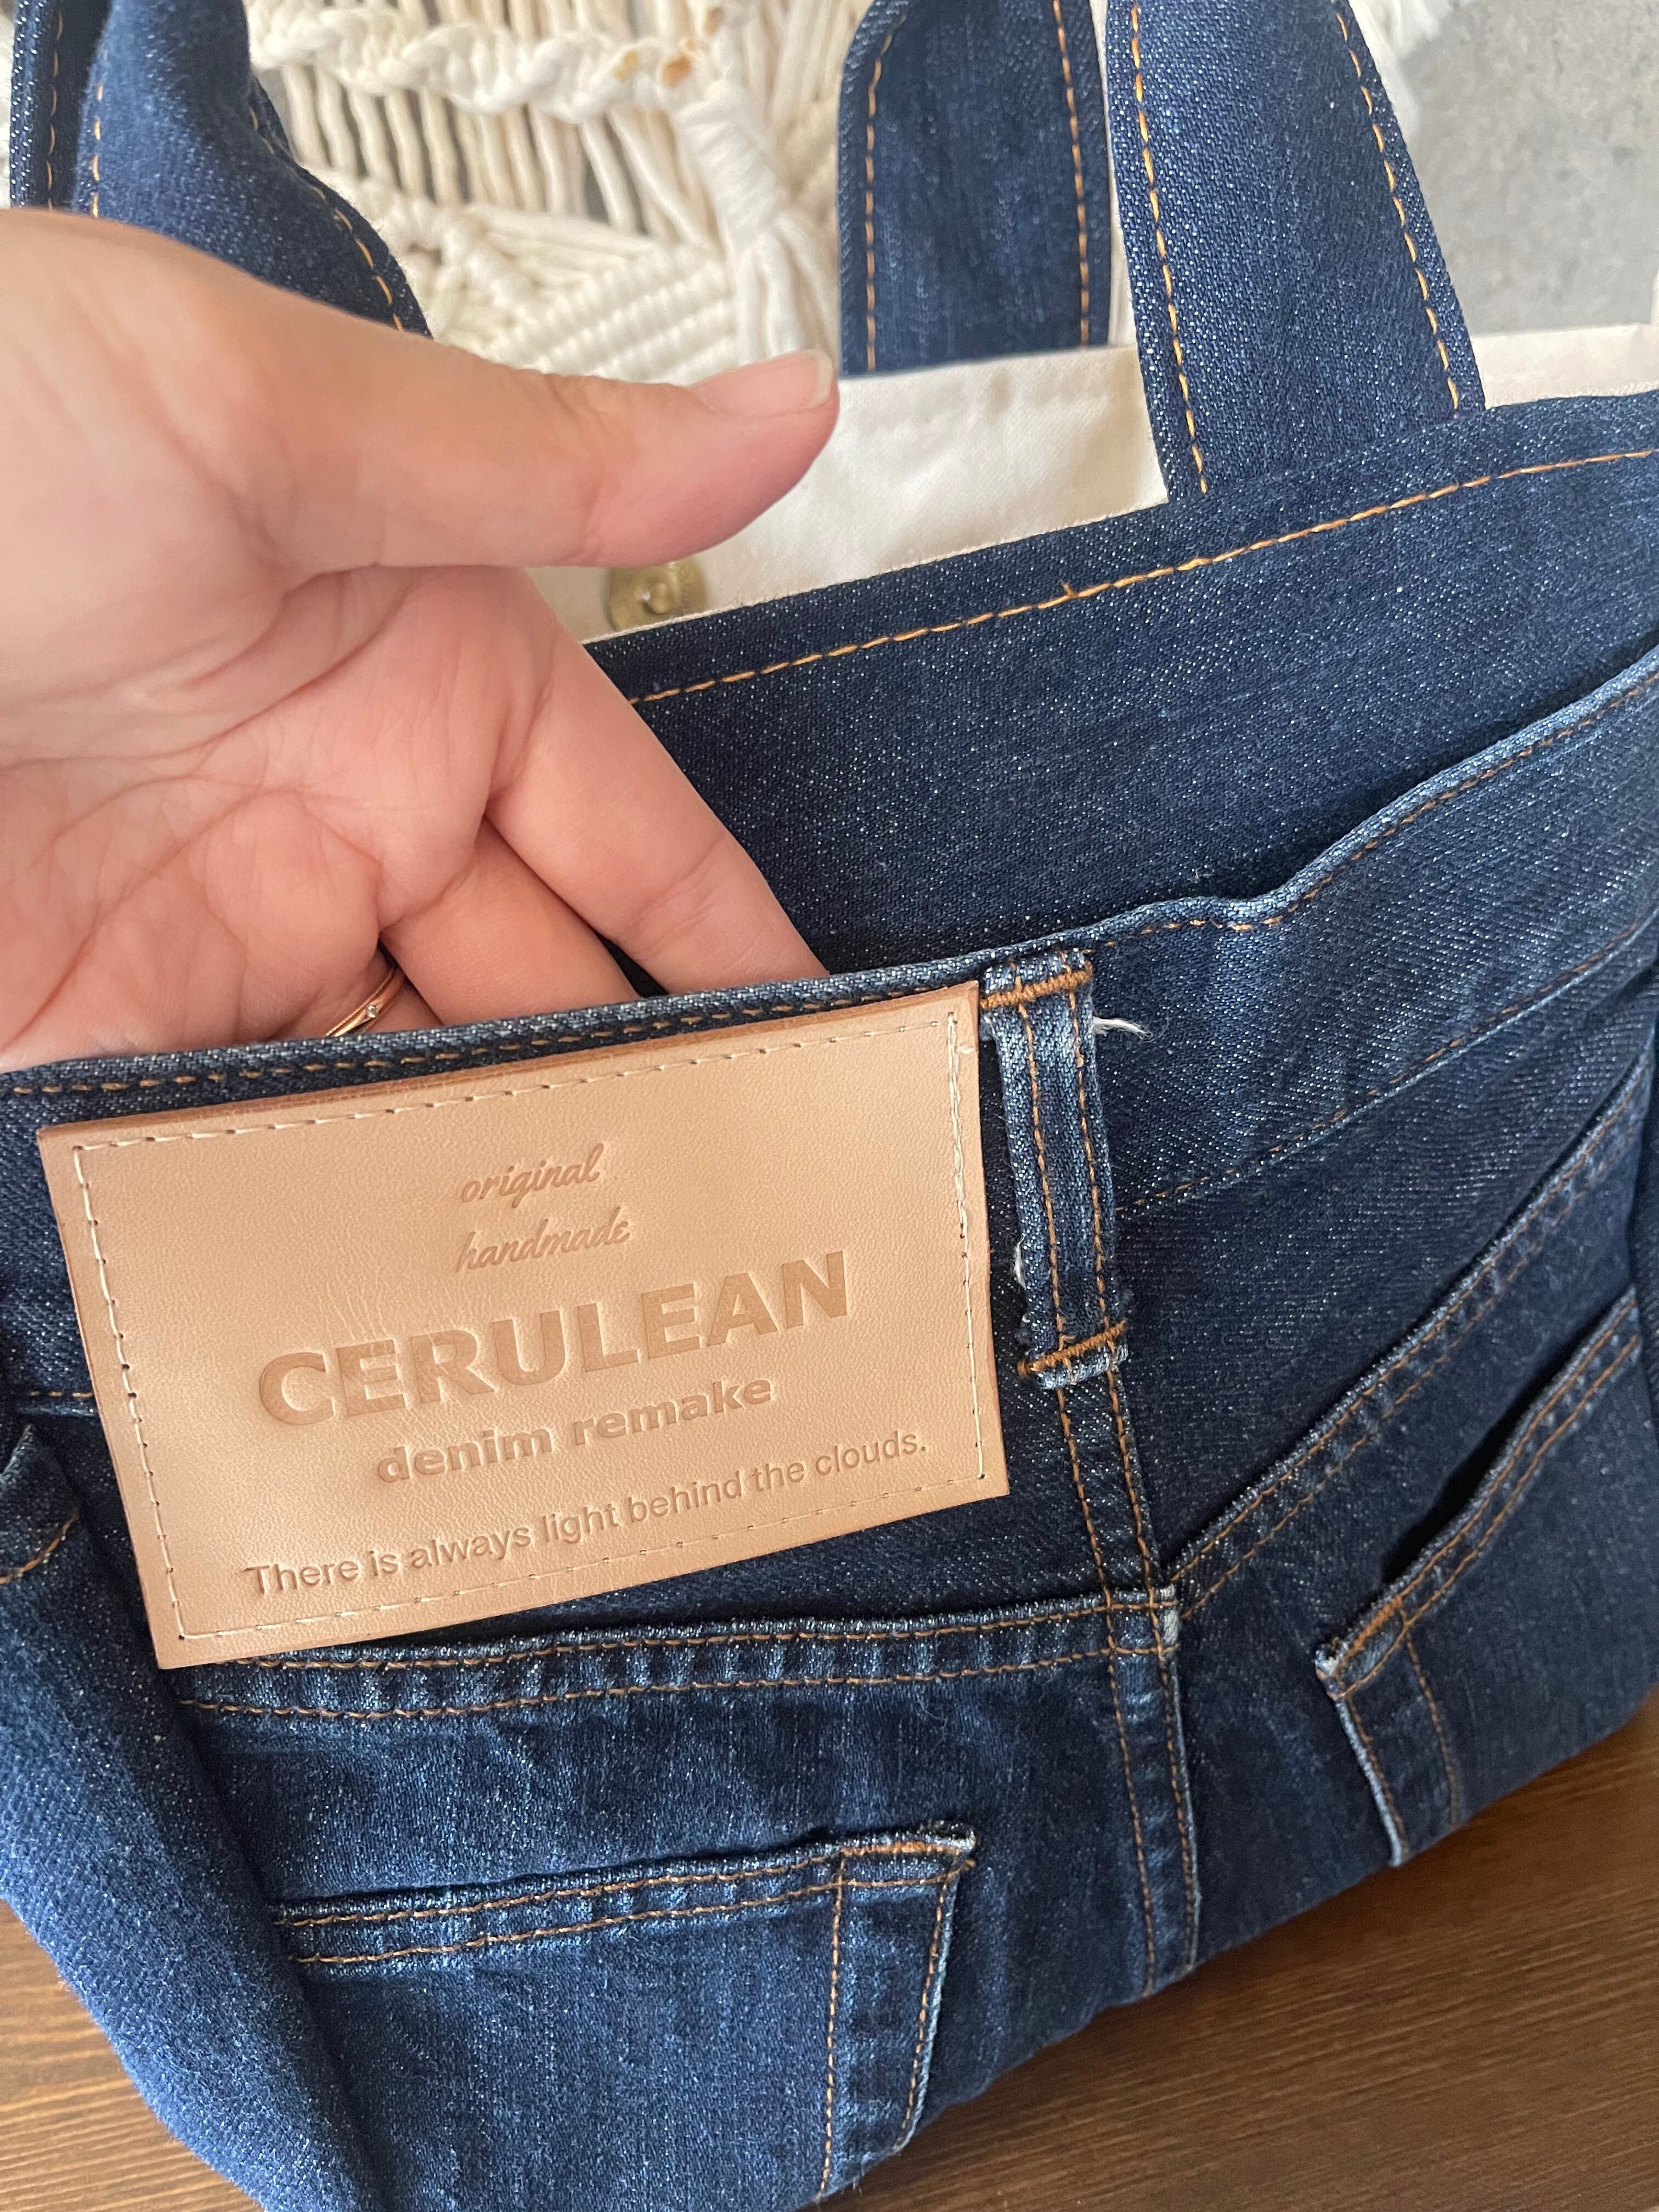 original
handmade
CERULEAN
denim remake
There is always light behind the clouds.